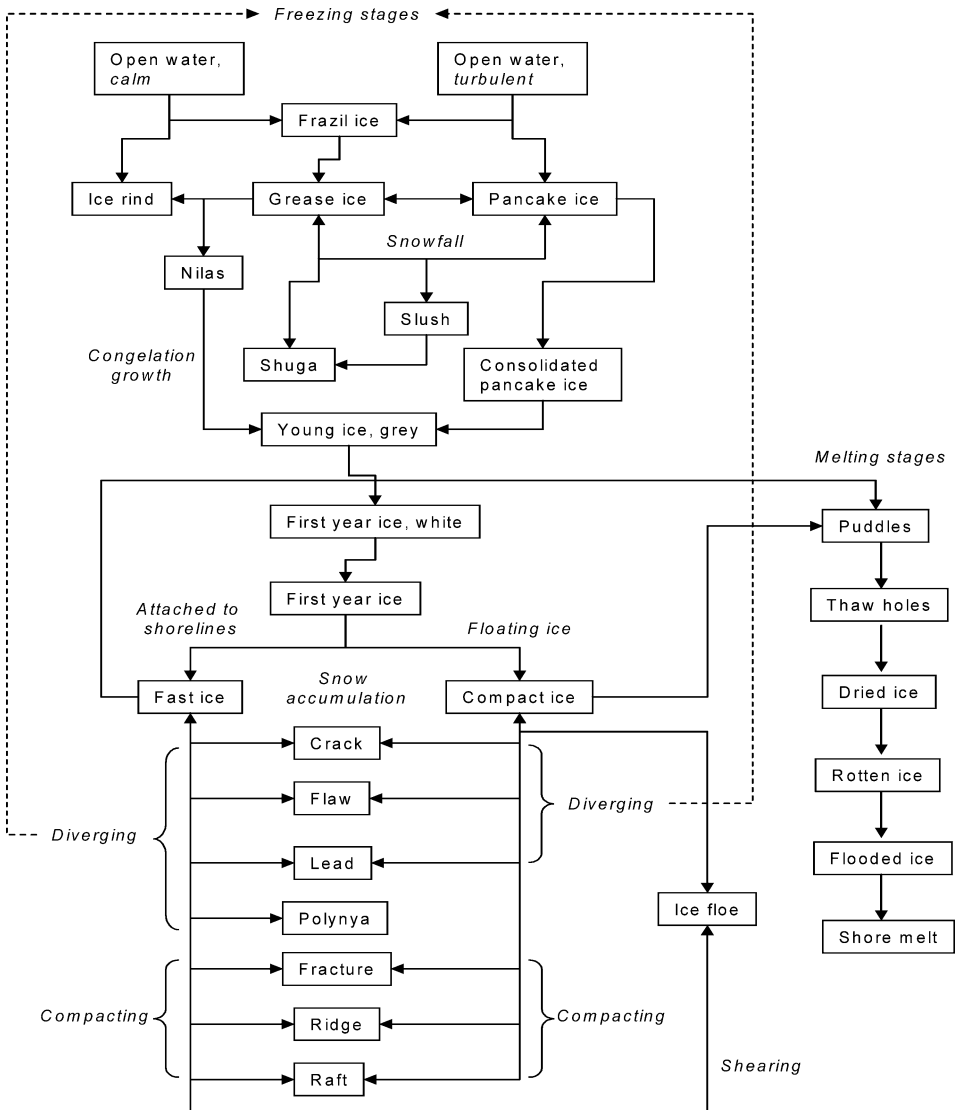 Freezing stages
Open water,
calm
Open water,
turbulent
Frazil ice
Ice rind
Grease ice
Pancake ice
Snowfall
Nilas
Slush
Congelation
growth
Shuga
Consolidated
pancake ice
Young ice, grey
Melting stages
First year ice, white
Puddles
First year ice
Thaw holes
Attached to
shorelines
Floating ice
Fast ice
Snow
accumulation
Compact ice
Dried ice
Crack
Rotten ice
Flaw
Diverging
Diverging
Lead
Flooded ice
Polynya
Ice floe
Shore melt
Fracture
Compacting
Ridge
Compacting
Raft
Shearing